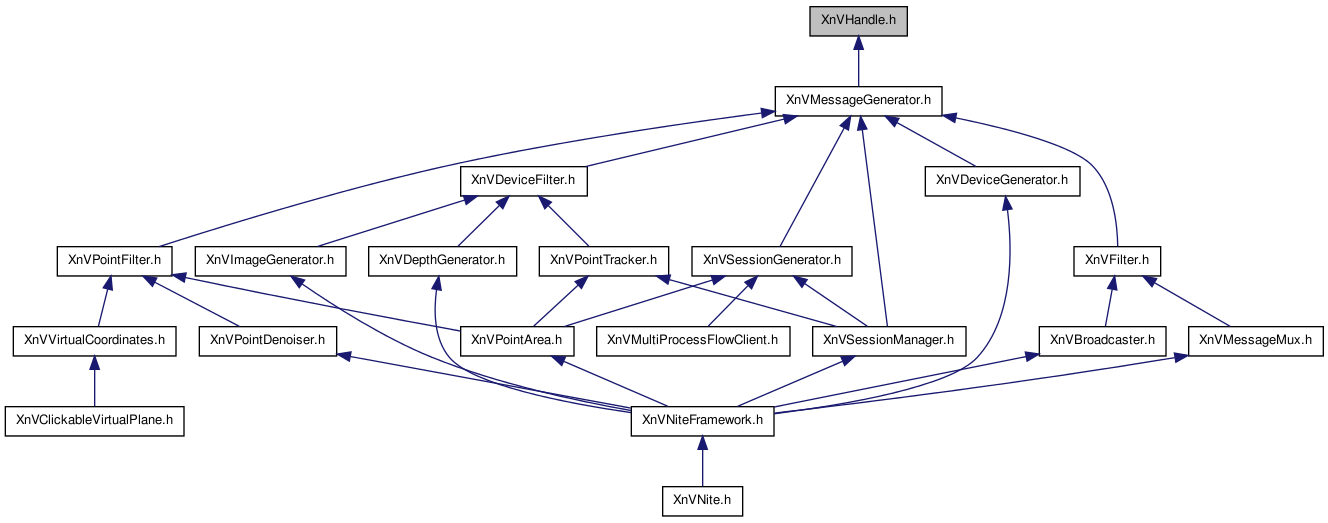 XnVHandle.h
XnVMessageGenerator.h
XnVDeviceFilter.h
XnVDeviceGenerator.h
XnVPointFilter.h
XnVImageGenerator.h
XnVDepthGenerator.h
XnVPointTracker.h
XnVSessionGenerator.h
XnVFilter.h
XnVVirtualCoordinates.h
XnVPointDenoiser.h
XnVPointArea.h
XnVMultiProcessFlowClient.h
XnVSessionManager.h
XnVBroadcaster.h
XnVMessageMux.h
XnVClickableVirtualPlane.h
XnVNiteFramework.h
XnVNite.h